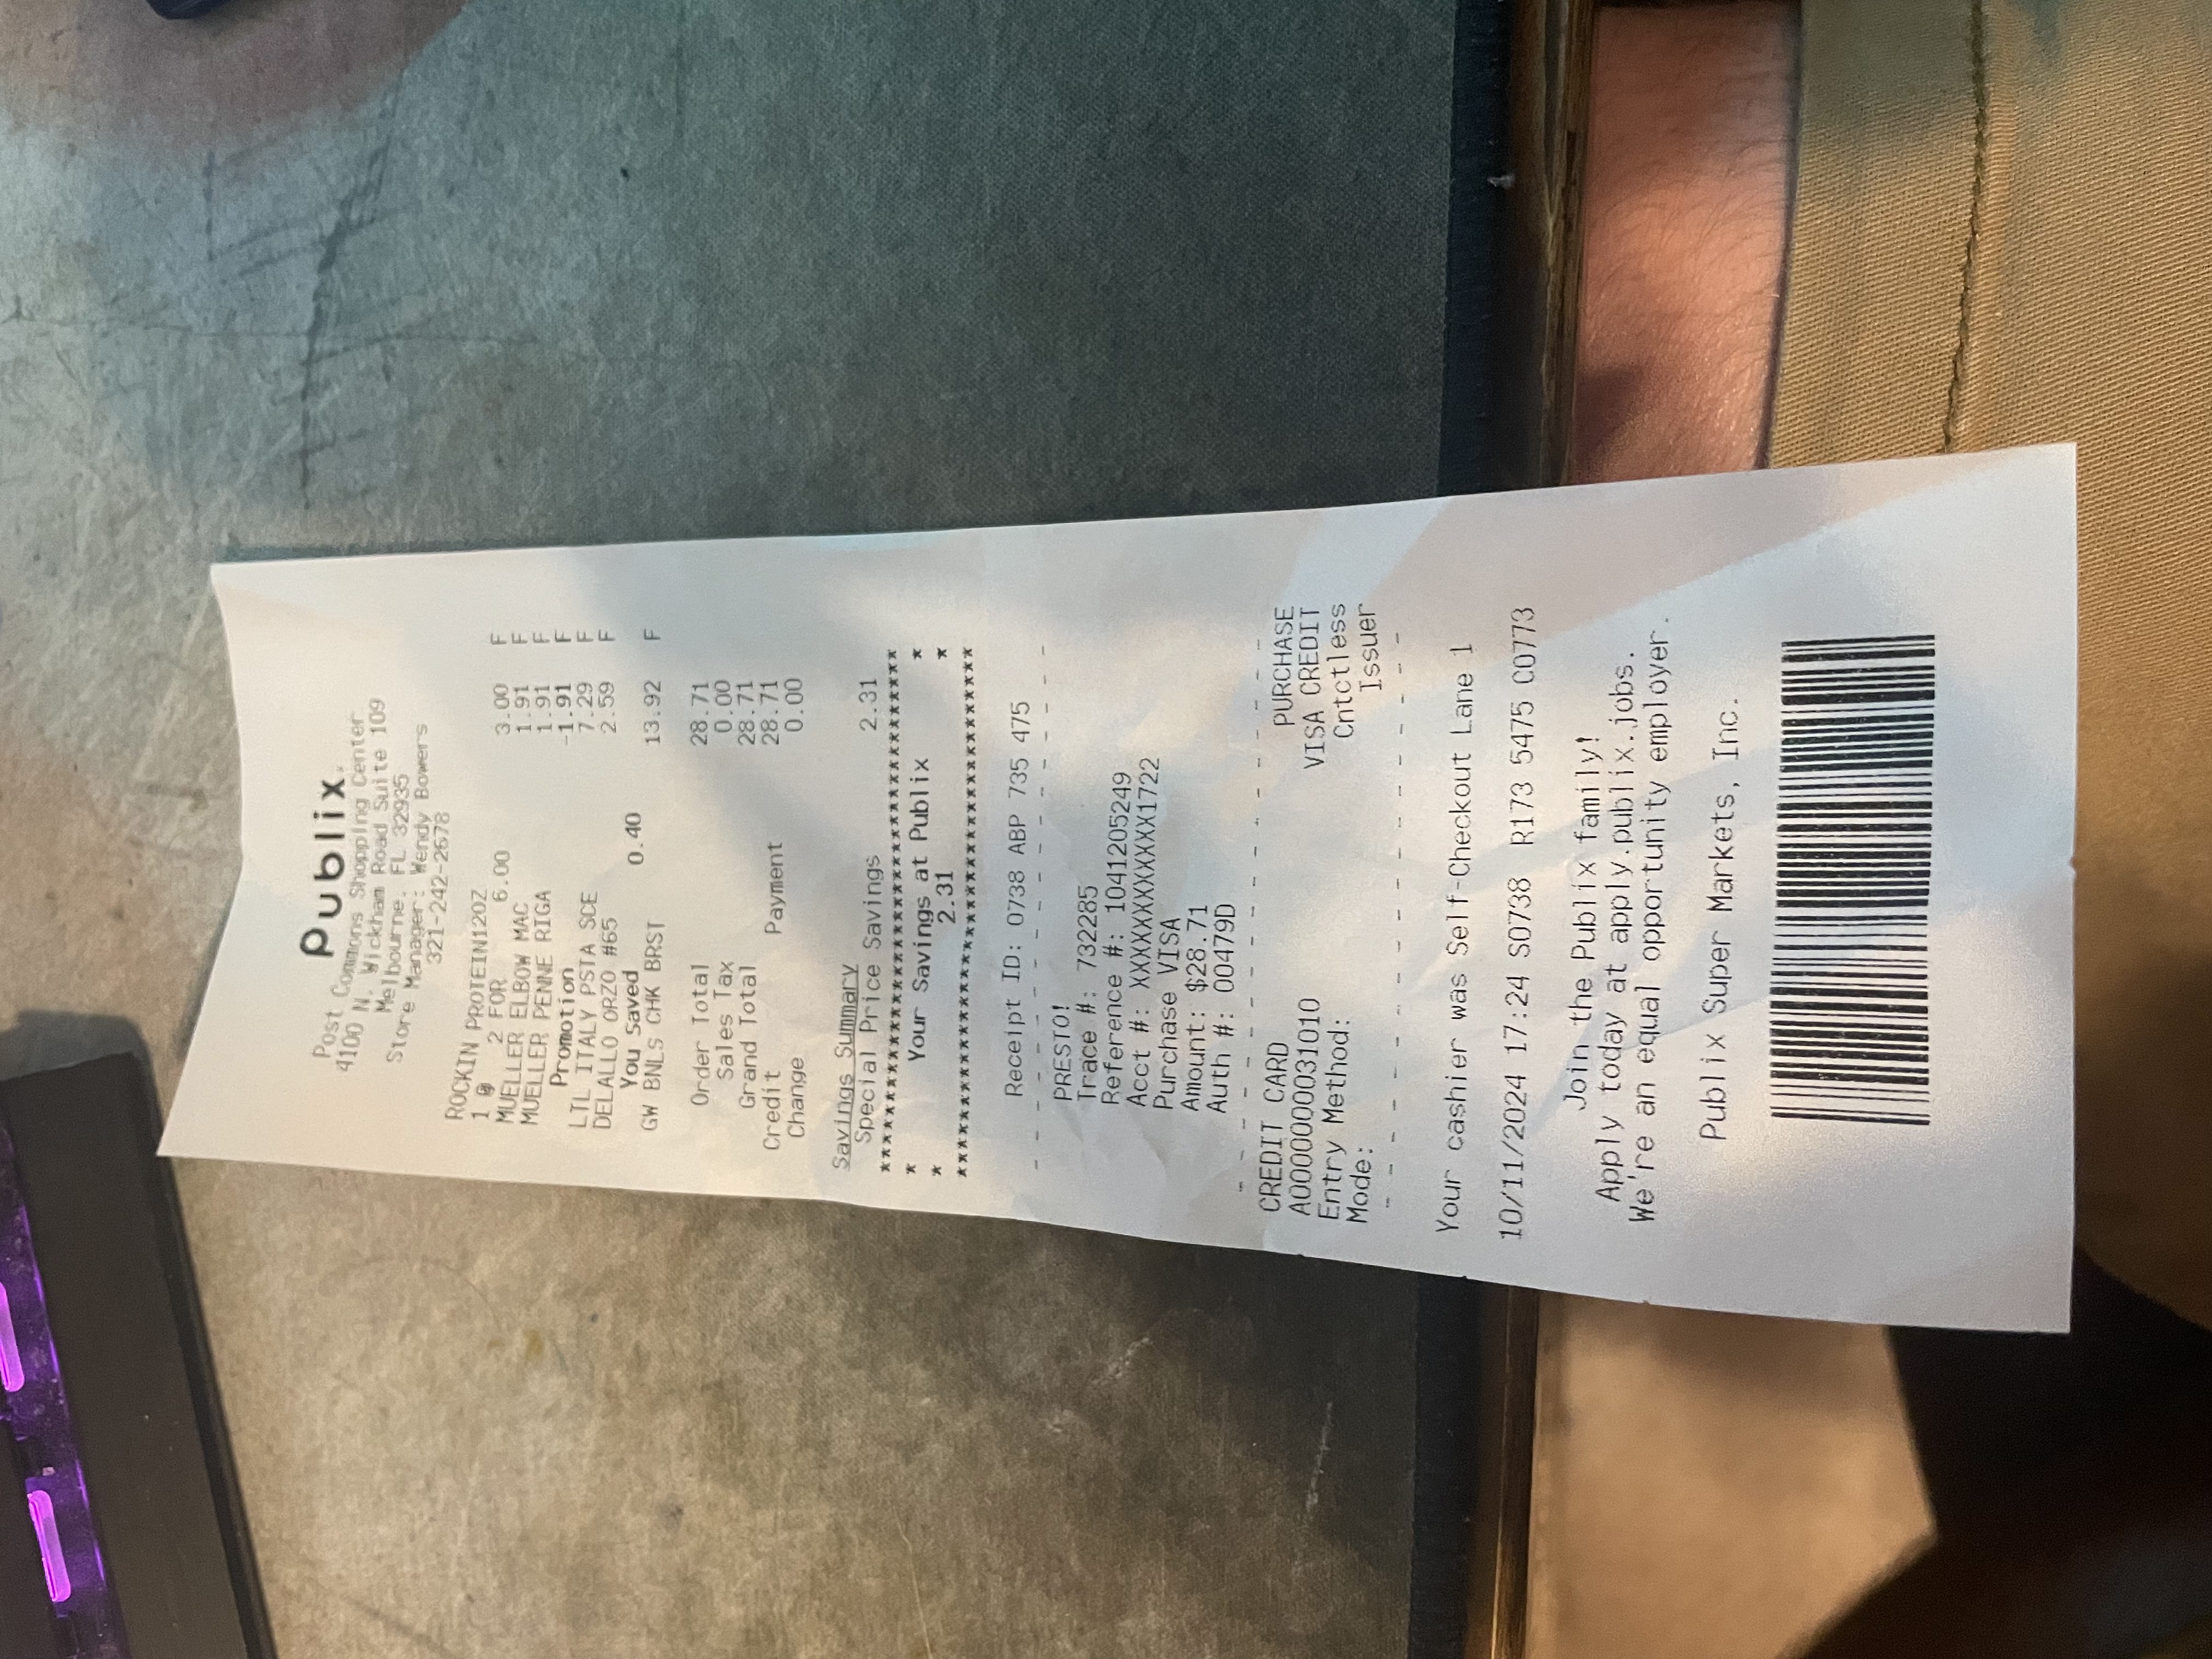 Publix.
Post Commons Shopping Center
4100 N. Wickham Road Suite 109
Melbourne, FL 32935
Store Manager: Wendy Bowers
321-242-2678
ROCKIN PROTEIN12OZ
1 @ 2 FOR 6.00 3.00 F
MUELLER ELBOW MAC 1.91 F
MUELLER PENNE RIGA 1.91 F
Promotion -1.91 F
LTL ITALY PSTA SCE 7.29 F
DELALLO ORZO #65 2.59 F
You Saved 0.40
GW BNLS CHK BRST 13.92 F
Order Total 28.71
Sales Tax 0.00
Grand Total 28.71
Credit Payment 28.71
Change 0.00
Savings Summary
Special Price Savings 2.31
*************************************
* Your Savings at Publix *
* 2.31 *
*************************************
Receipt ID: 0738 ABP 735 475
- - - - - - - - - - - - - - - - - - -
PRESTO!
Trace #: 732285
Reference #: 1041205249
Acct #: XXXXXXXXXXXX1722
Purchase VISA
Amount: $28.71
Auth #: 00479D
- - - - - - - - - - - - - - - - - - -
CREDIT CARD PURCHASE
A0000000031010 VISA CREDIT
Entry Method: Cntctless
Mode: Issuer
- - - - - - - - - - - - - - - - - - -
Your cashier was Self-Checkout Lane 1
10/11/2024 17:24 S0738 R173 5475 C0773
Join the Publix family!
Apply today at apply.publix.jobs.
We're an equal opportunity employer.
Publix Super Markets, Inc.